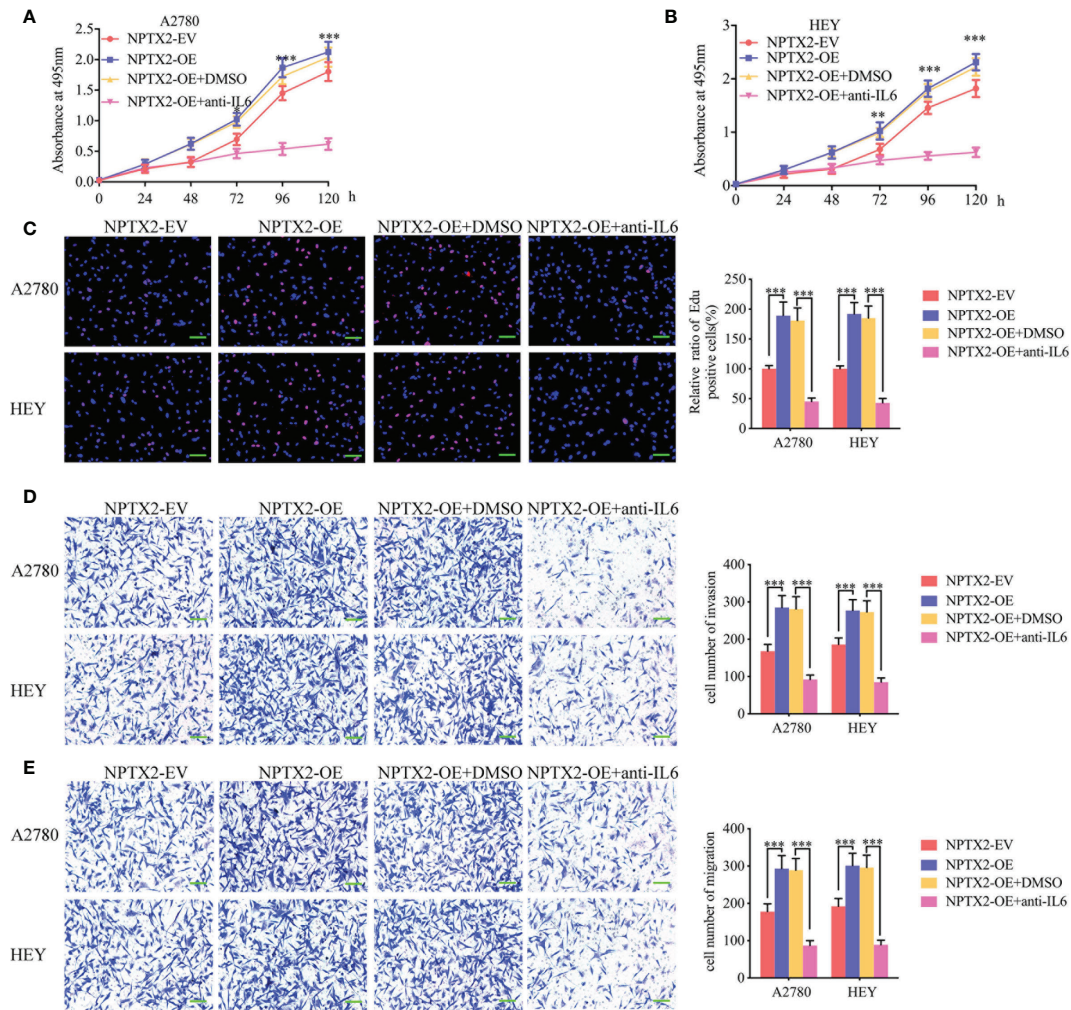 A
A2780
NPTX2-EV
NPTX2-OE
NPTX2-OE+DMSO
NPTX2-OE+anti-IL6
Absorbance at 495nm
2.5
2.0
1.5
1.0
0.5
0.0
*
***
***
0 24 48 72 96 120 h
B
HEY
NPTX2-EV
NPTX2-OE
NPTX2-OE+DMSO
NPTX2-OE+anti-IL6
Absorbance at 495nm
3
2
1
0
**
***
***
0 24 48 72 96 120 h
C
NPTX2-EV NPTX2-OE NPTX2-OE+DMSO NPTX2-OE+anti-IL6
A2780
HEY
Relative ratio of Edu
positive cells(%)
250
200
150
100
50
0
*** *** *** ***
A2780 HEY
NPTX2-EV
NPTX2-OE
NPTX2-OE+DMSO
NPTX2-OE+anti-IL6
D
NPTX2-EV NPTX2-OE NPTX2-OE+DMSO NPTX2-OE+anti-IL6
A2780
HEY
cell number of invasion
400
300
200
100
0
*** *** *** ***
A2780 HEY
NPTX2-EV
NPTX2-OE
NPTX2-OE+DMSO
NPTX2-OE+anti-IL6
E
NPTX2-EV NPTX2-OE NPTX2-OE+DMSO NPTX2-OE+anti-IL6
A2780
HEY
cell number of migration
400
300
200
100
0
*** *** *** ***
A2780 HEY
NPTX2-EV
NPTX2-OE
NPTX2-OE+DMSO
NPTX2-OE+anti-IL6